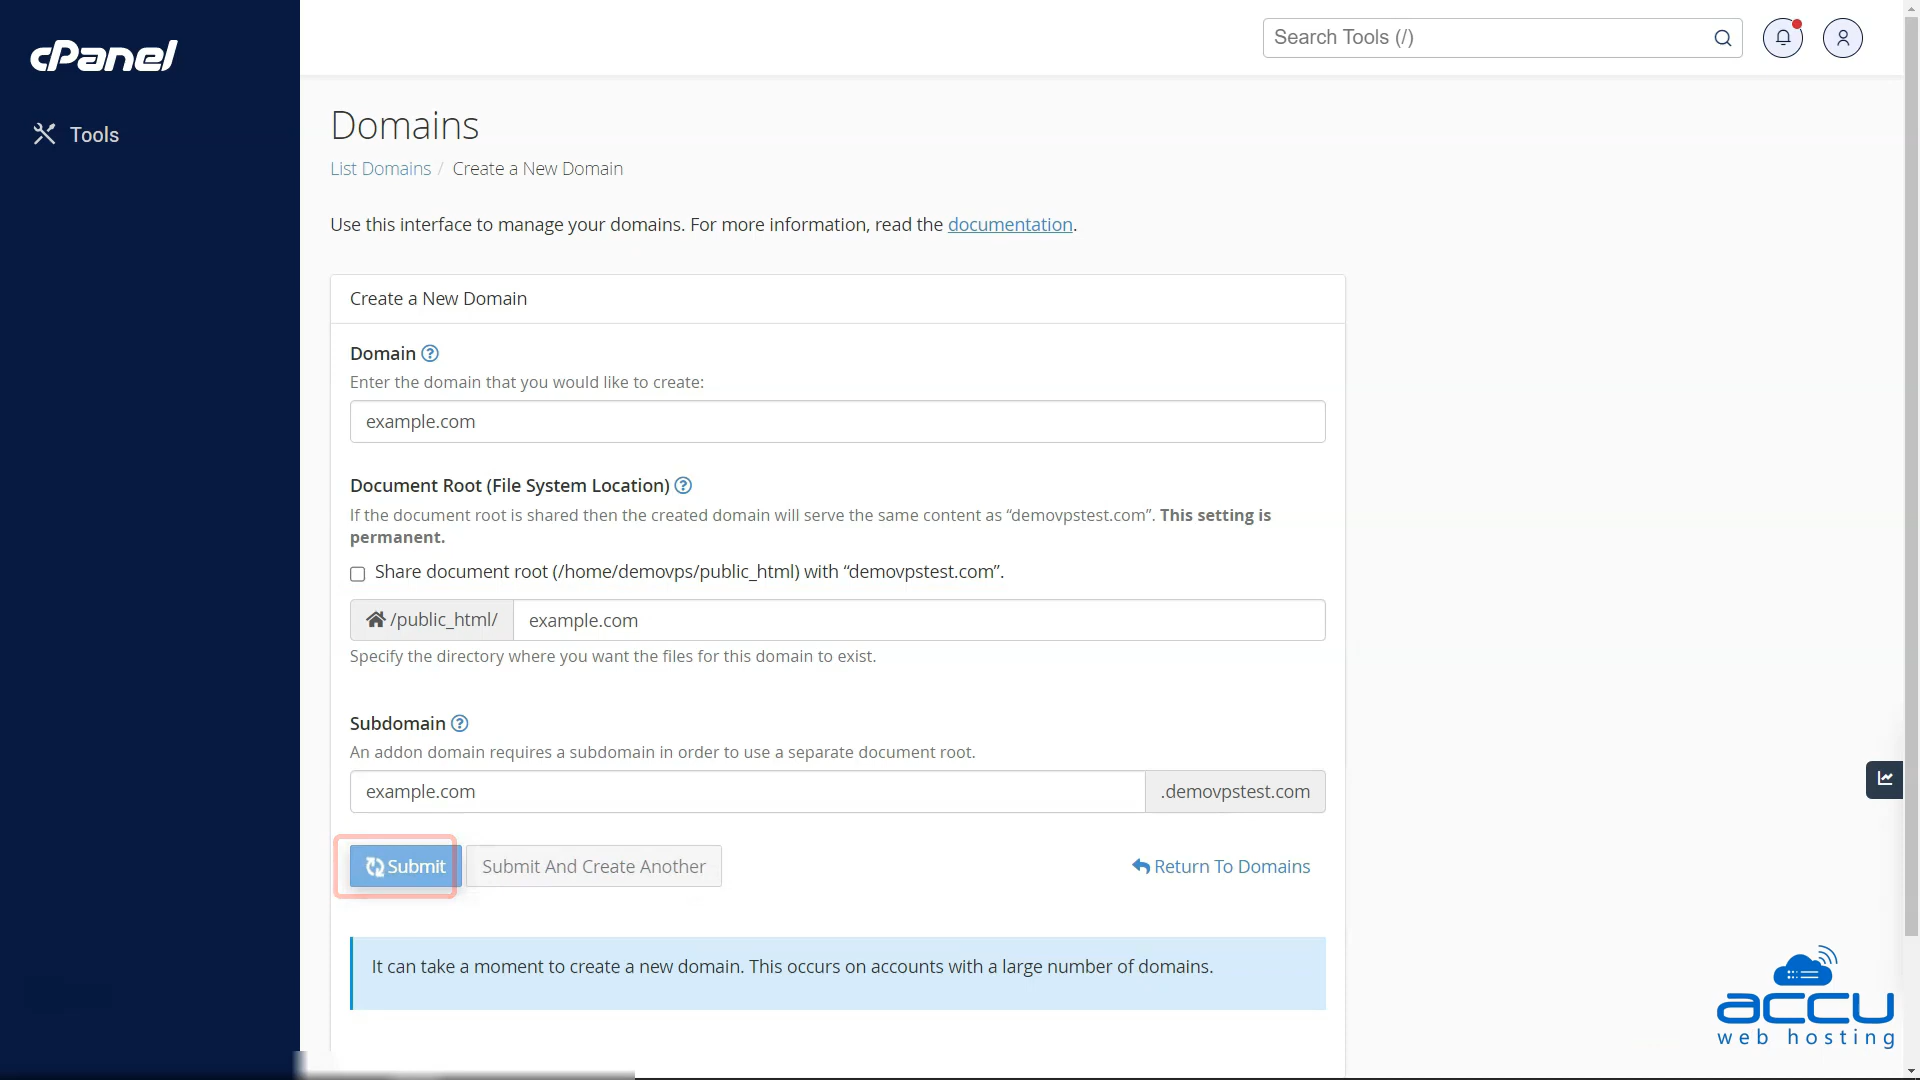 cPanel
Search Tools (/)
Tools
Domains
List Domains / Create a New Domain
Use this interface to manage your domains. For more information, read the documentation.
Create a New Domain
Domain
Enter the domain that you would like to create:
example.com
Document Root (File System Location)
If the document root is shared then the created domain will serve the same content as “demovpstest.com”. This setting is
permanent.
Share document root (/home/demovps/public_html) with “demovpstest.com”.
/public_html/ example.com
Specify the directory where you want the files for this domain to exist.
Subdomain
An addon domain requires a subdomain in order to use a separate document root.
example.com .demovpstest.com
Submit Submit And Create Another Return To Domains
It can take a moment to create a new domain. This occurs on accounts with a large number of domains.
accu
web hosting